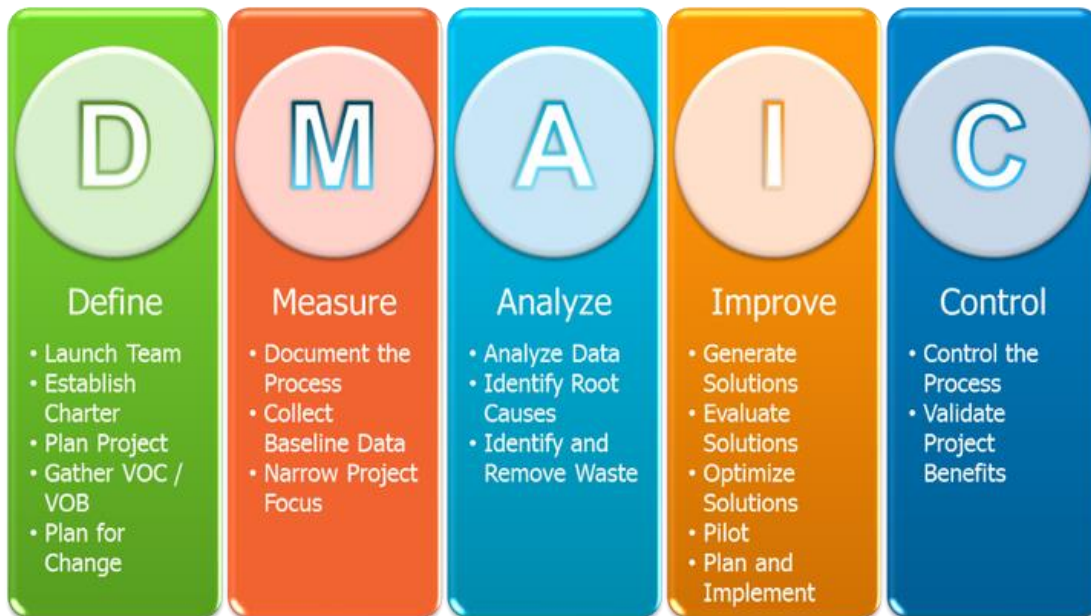 D
Define
• Launch Team
• Establish
Charter
• Plan Project
• Gather VOC /
VOB
• Plan for
Change
M
Measure
• Document the
Process
• Collect
Baseline Data
• Narrow Project
Focus
A
Analyze
• Analyze Data
• Identify Root
Causes
• Identify and
Remove Waste
I
Improve
• Generate
Solutions
• Evaluate
Solutions
• Optimize
Solutions
• Pilot
• Plan and
Implement
C
Control
• Control the
Process
• Validate
Project
Benefits